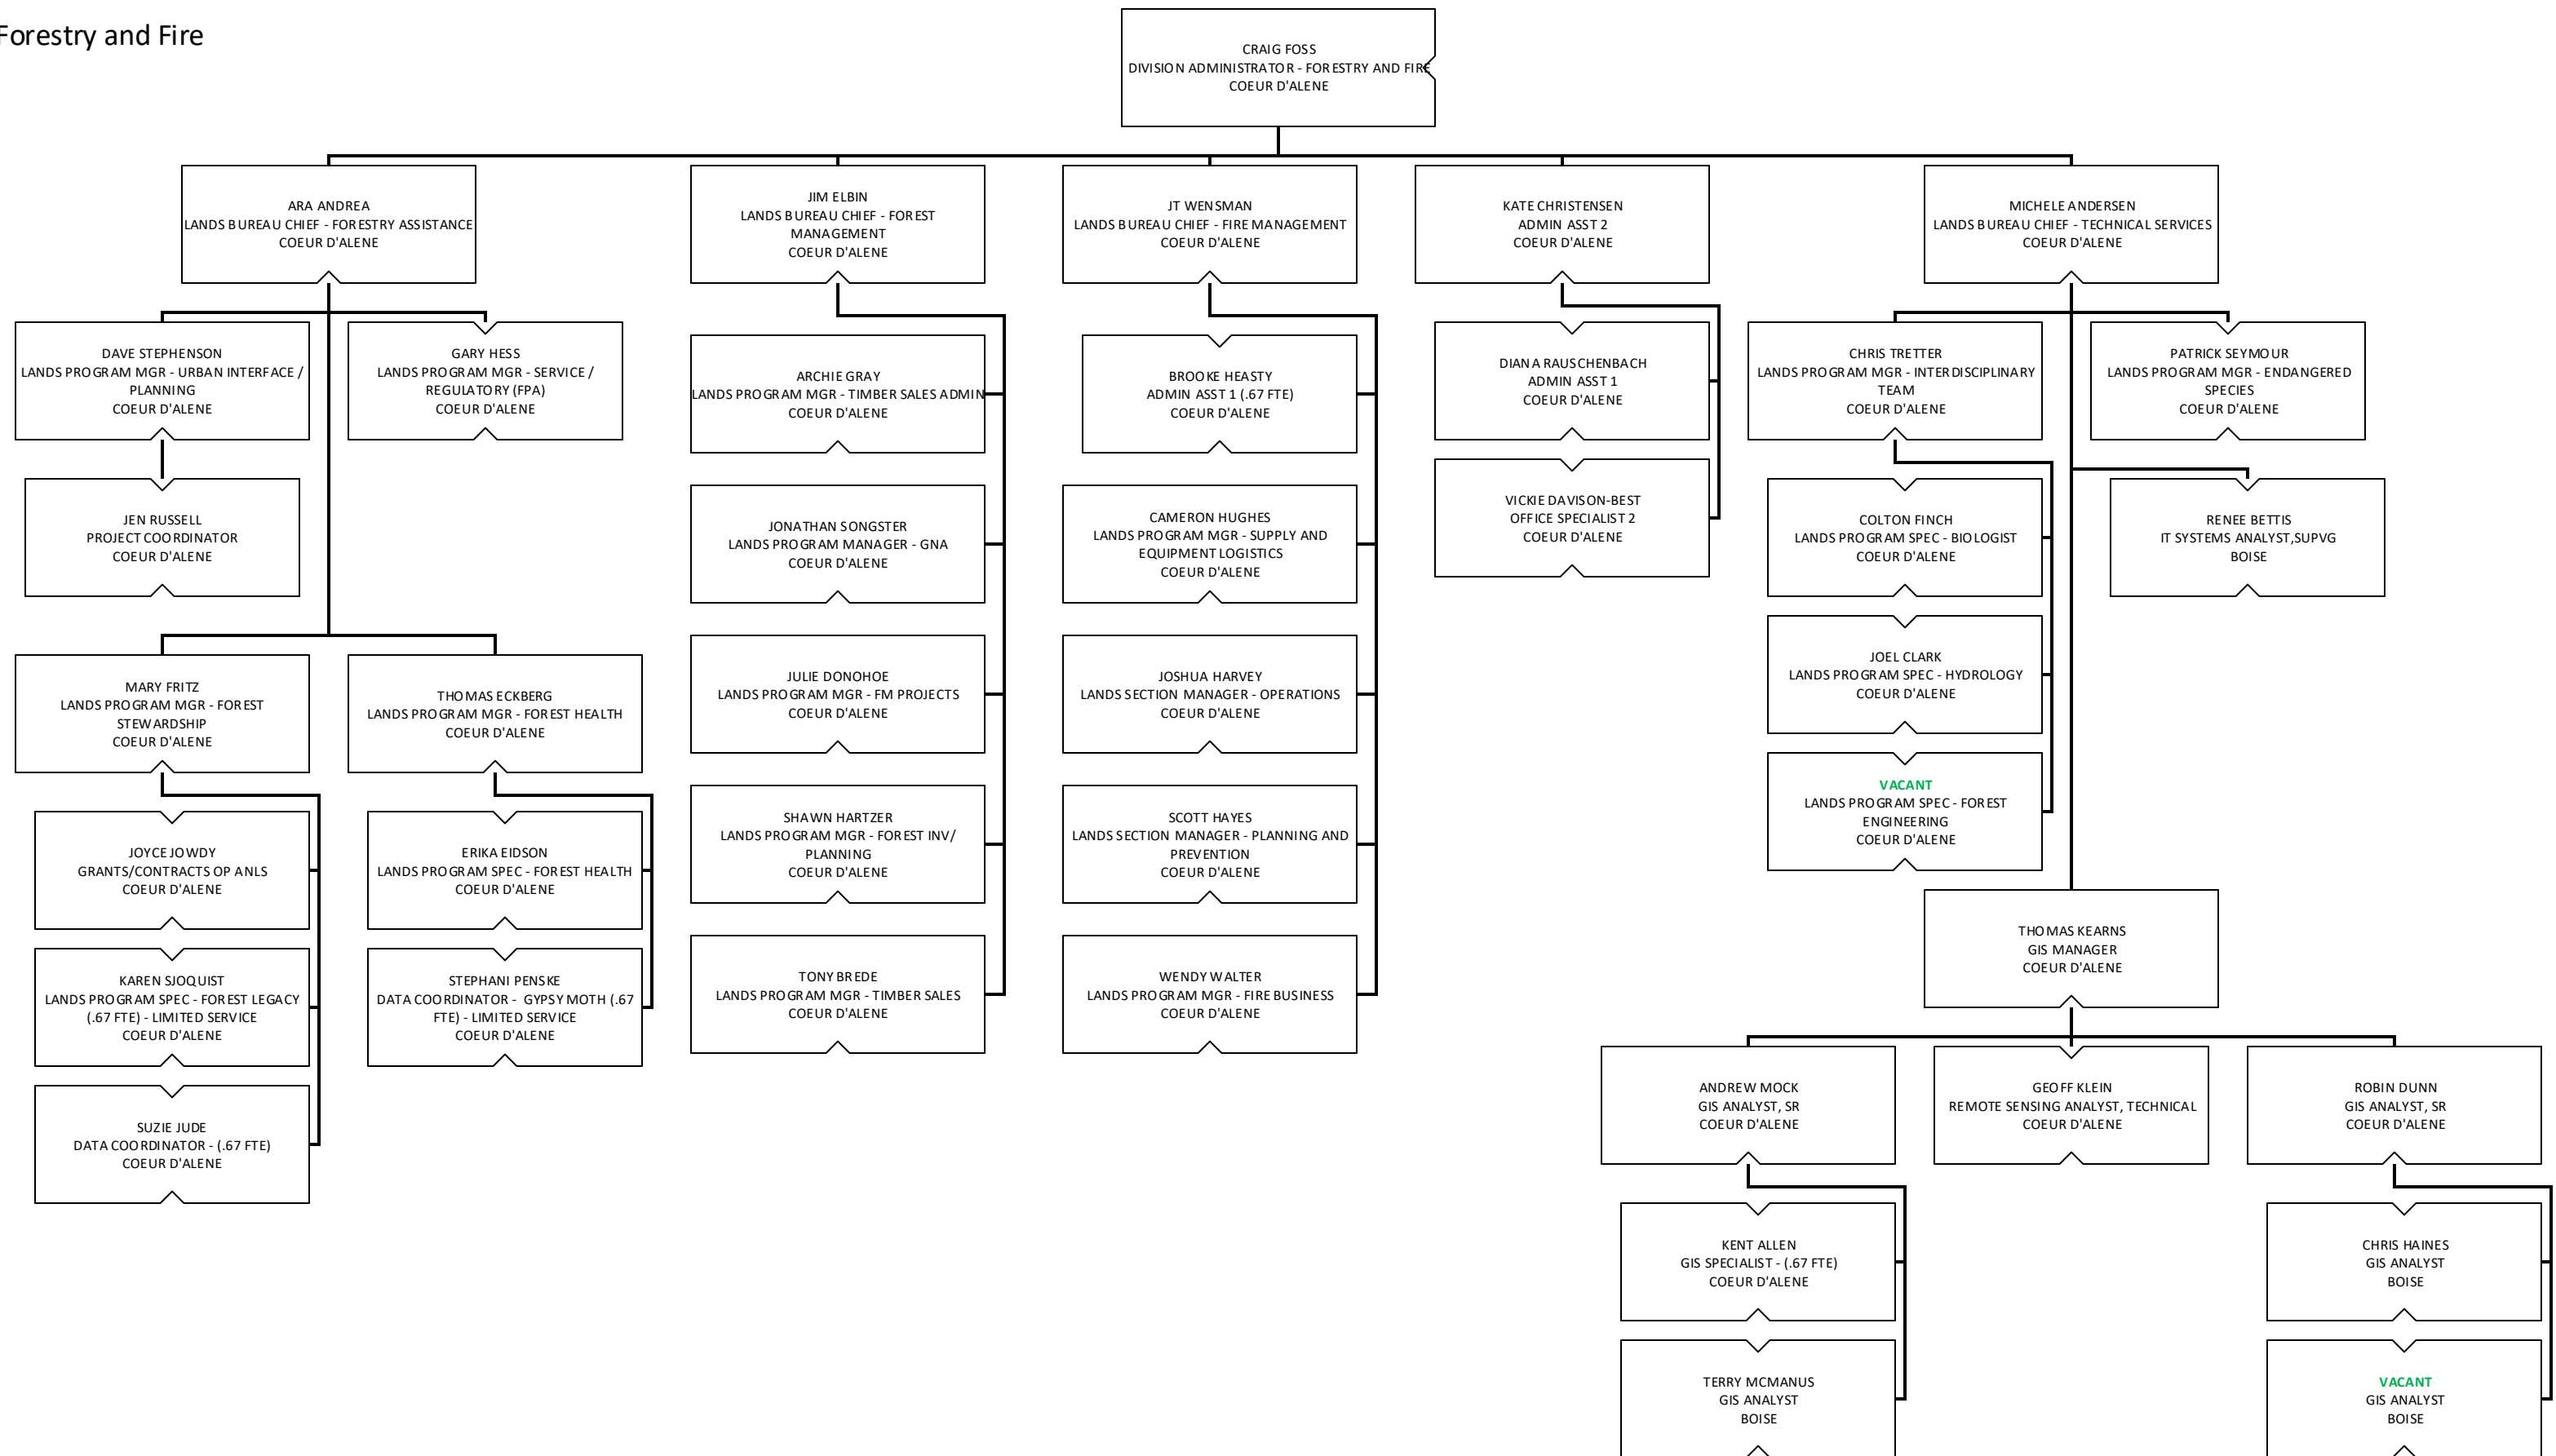 Forestry and Fire
CRAIG FOSS
DIVISION ADMINISTRATOR - FORESTRY AND FIRE
COEUR D'ALENE
ARA ANDREA
LANDS BUREAU CHIEF - FORESTRY ASSISTANCE
COEUR D'ALENE
JIM ELBIN
LANDS BUREAU CHIEF - FOREST
MANAGEMENT
COEUR D'ALENE
JT WENSMAN
LANDS BUREAU CHIEF - FIRE MANAGEMENT
COEUR D'ALENE
KATE CHRISTENSEN
ADMIN ASST 2
COEUR D'ALENE
MICHELE ANDERSEN
LANDS BUREAU CHIEF - TECHNICAL SERVICES
COEUR D'ALENE
DAVE STEPHENSON
LANDS PROGRAM MGR - URBAN INTERFACE /
PLANNING
COEUR D'ALENE
GARY HESS
LANDS PROGRAM MGR - SERVICE /
REGULATORY (FPA)
COEUR D'ALENE
JEN RUSSELL
PROJECT COORDINATOR
COEUR D'ALENE
MARY FRITZ
LANDS PROGRAM MGR - FOREST
STEWARDSHIP
COEUR D'ALENE
THOMAS ECKBERG
LANDS PROGRAM MGR - FOREST HEALTH
COEUR D'ALENE
JOYCE JOWDY
GRANTS/CONTRACTS OP ANLS
COEUR D'ALENE
KAREN SJOQUIST
LANDS PROGRAM SPEC - FOREST LEGACY
(.67 FTE) - LIMITED SERVICE
COEUR D'ALENE
SUZIE JUDE
DATA COORDINATOR - (.67 FTE)
COEUR D'ALENE
ERIKA EIDSON
LANDS PROGRAM SPEC - FOREST HEALTH
COEUR D'ALENE
STEPHANI PENSKE
DATA COORDINATOR - GYPSY MOTH (.67
FTE) - LIMITED SERVICE
COEUR D'ALENE
ARCHIE GRAY
LANDS PROGRAM MGR - TIMBER SALES ADMIN
COEUR D'ALENE
JONATHAN SONGSTER
LANDS PROGRAM MANAGER - GNA
COEUR D'ALENE
JULIE DONOHOE
LANDS PROGRAM MGR - FM PROJECTS
COEUR D'ALENE
SHAWN HARTZER
LANDS PROGRAM MGR - FOREST INV/
PLANNING
COEUR D'ALENE
TONY BREDE
LANDS PROGRAM MGR - TIMBER SALES
COEUR D'ALENE
BROOKE HEASTY
ADMIN ASST 1 (.67 FTE)
COEUR D'ALENE
CAMERON HUGHES
LANDS PROGRAM MGR - SUPPLY AND
EQUIPMENT LOGISTICS
COEUR D'ALENE
JOSHUA HARVEY
LANDS SECTION MANAGER - OPERATIONS
COEUR D'ALENE
SCOTT HAYES
LANDS SECTION MANAGER - PLANNING AND
PREVENTION
COEUR D'ALENE
WENDY WALTER
LANDS PROGRAM MGR - FIRE BUSINESS
COEUR D'ALENE
DIANA RAUSCHENBACH
ADMIN ASST 1
COEUR D'ALENE
VICKIE DAVISON-BEST
OFFICE SPECIALIST 2
COEUR D'ALENE
CHRIS TRETTER
LANDS PROGRAM MGR - INTERDISCIPLINARY
TEAM
COEUR D'ALENE
PATRICK SEYMOUR
LANDS PROGRAM MGR - ENDANGERED
SPECIES
COEUR D'ALENE
COLTON FINCH
LANDS PROGRAM SPEC - BIOLOGIST
COEUR D'ALENE
RENEE BETTIS
IT SYSTEMS ANALYST,SUPVG
BOISE
JOEL CLARK
LANDS PROGRAM SPEC - HYDROLOGY
COEUR D'ALENE
VACANT
LANDS PROGRAM SPEC - FOREST
ENGINEERING
COEUR D'ALENE
THOMAS KEARNS
GIS MANAGER
COEUR D'ALENE
ANDREW MOCK
GIS ANALYST, SR
COEUR D'ALENE
GEOFF KLEIN
REMOTE SENSING ANALYST, TECHNICAL
COEUR D'ALENE
ROBIN DUNN
GIS ANALYST, SR
COEUR D'ALENE
KENT ALLEN
GIS SPECIALIST - (.67 FTE)
COEUR D'ALENE
TERRY MCMANUS
GIS ANALYST
BOISE
CHRIS HAINES
GIS ANALYST
BOISE
VACANT
GIS ANALYST
BOISE